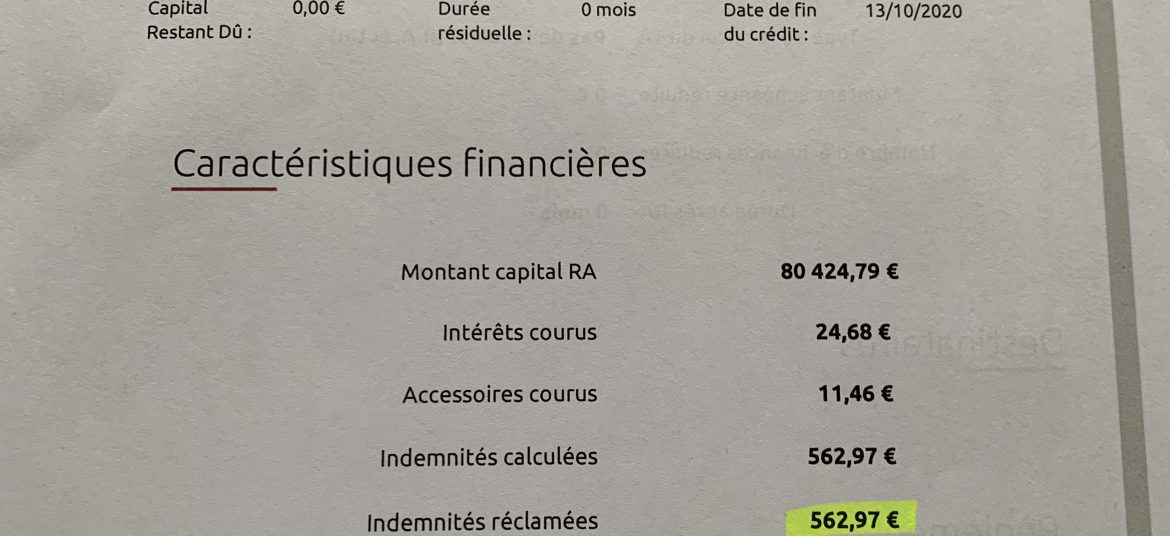 Capital 0,00 € Durée 0 mois Date de fin 13/10/2020
Restant Dû : résiduelle : du crédit :
Caractéristiques financières
Montant capital RA 80 424,79 €
Intérêts courus 24,68 €
Accessoires courus 11,46 €
Indemnités calculées 562,97 €
Indemnités réclamées 562,97 €